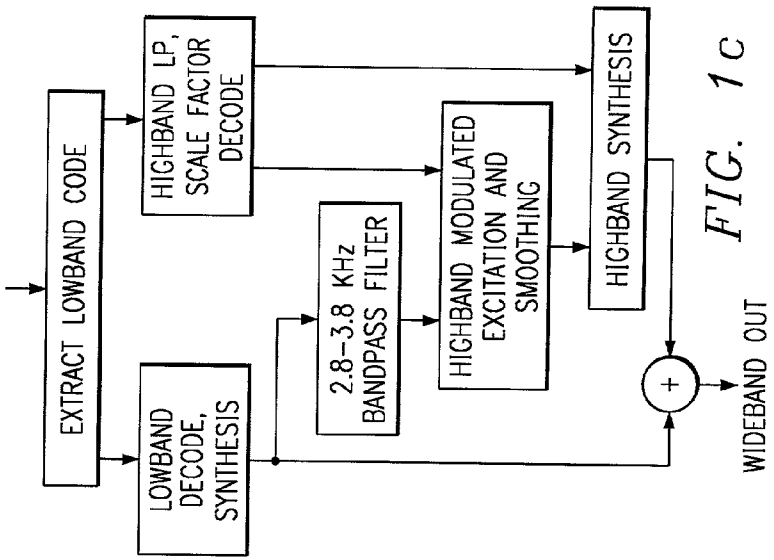 EXTRACT LOWBAND CODE
LOWBAND
DECODE,
SYNTHESIS
HIGHBAND LP,
SCALE FACTOR
DECODE
2.8-3.8 KHz
BANDPASS FILTER
HIGHBAND MODULATED
EXCITATION AND
SMOOTHING
HIGHBAND SYNTHESIS
+
WIDEBAND OUT
FIG. 1c